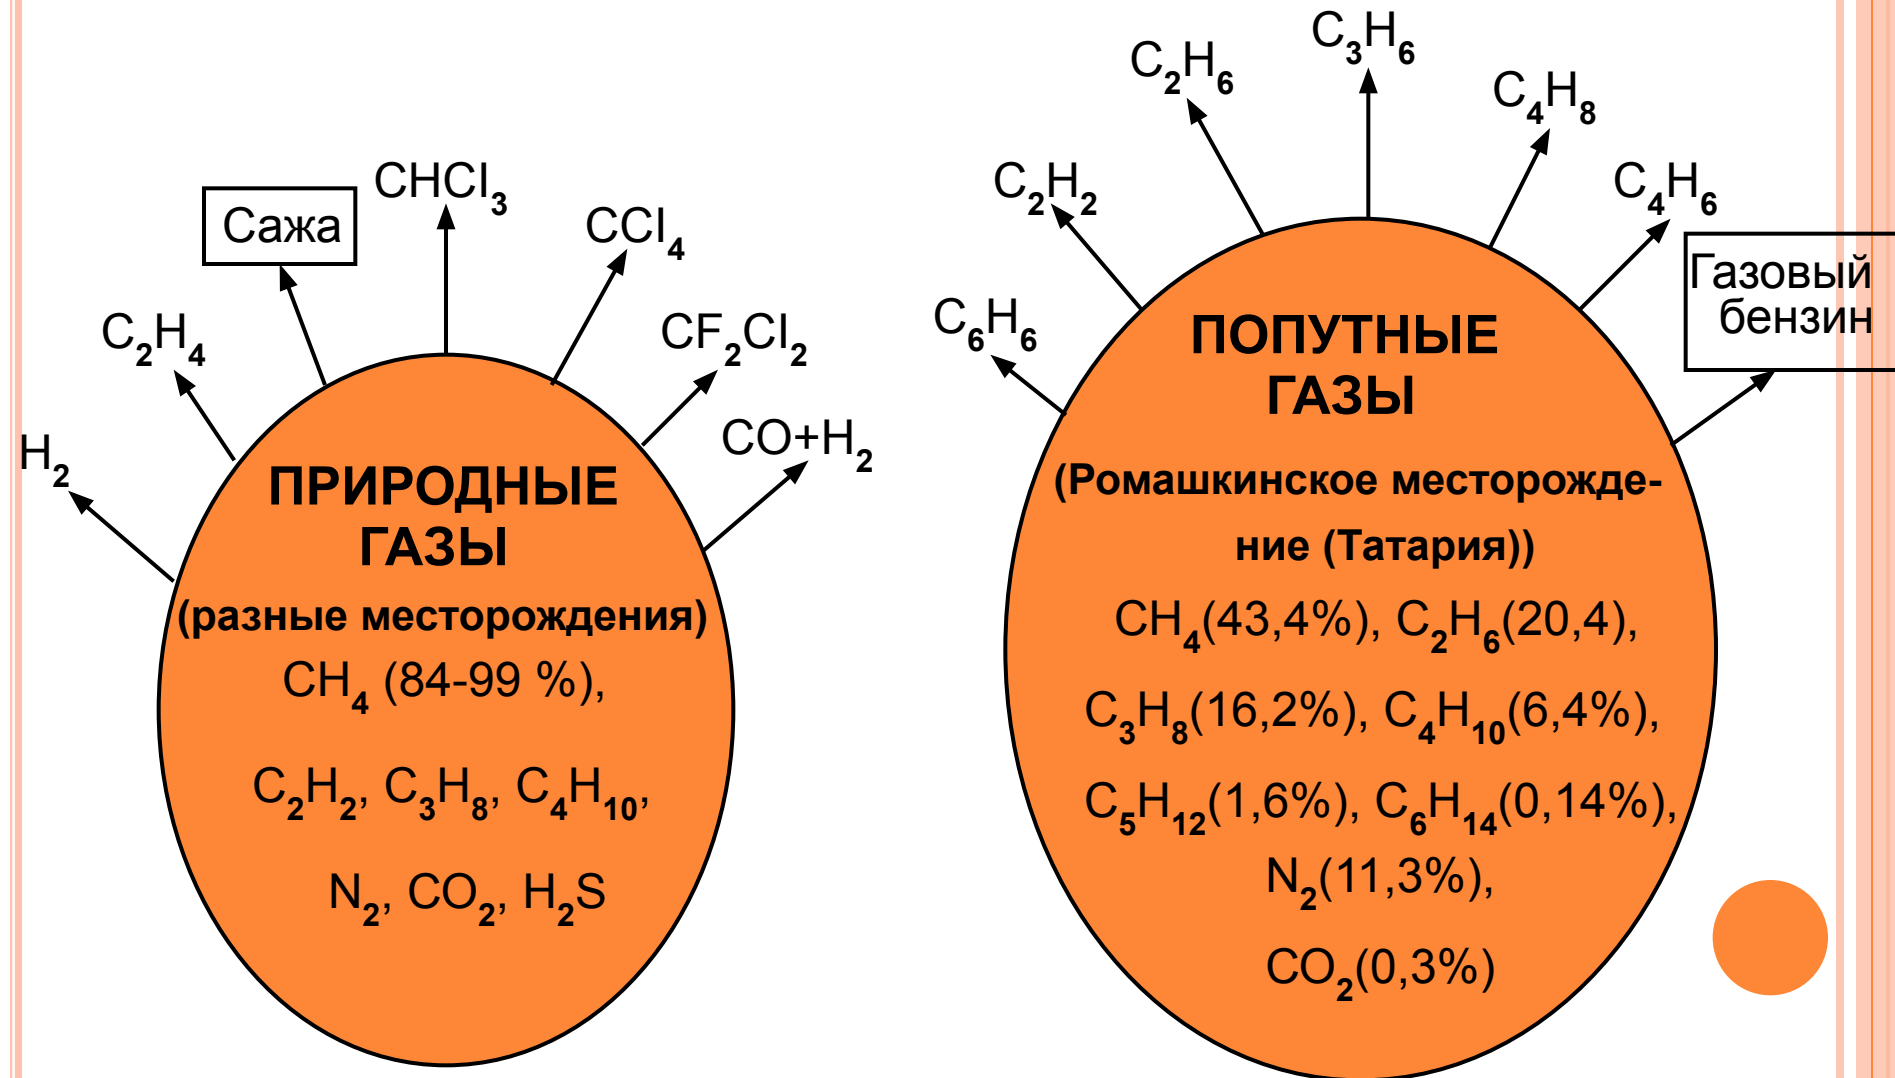 H₂
C₂H₄
Сажа
CHCl₃
CCl₄
CF₂Cl₂
CO+H₂
ПРИРОДНЫЕ
ГАЗЫ
(разные месторождения)
CH₄ (84-99 %),
C₂H₂, C₃H₈, C₄H₁₀,
N₂, CO₂, H₂S
C₆H₆
C₂H₂
C₂H₆
C₃H₆
C₄H₈
C₄H₆
Газовый
бензин
ПОПУТНЫЕ
ГАЗЫ
(Ромашкинское месторожде-
ние (Татария))
CH₄(43,4%), C₂H₆(20,4),
C₃H₈(16,2%), C₄H₁₀(6,4%),
C₅H₁₂(1,6%), C₆H₁₄(0,14%),
N₂(11,3%),
CO₂(0,3%)